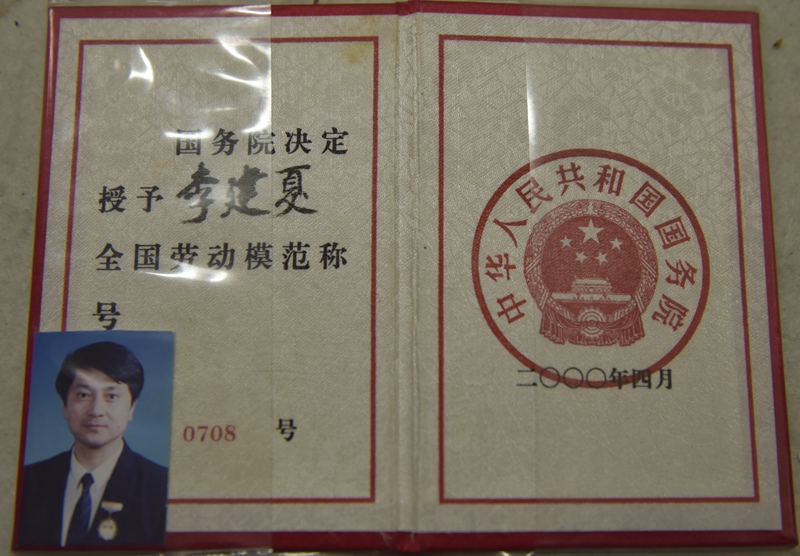 国务院决定
授予李建夏
全国劳动模范称
号
0708 号
中华人民共和国国务院
二〇〇〇年四月